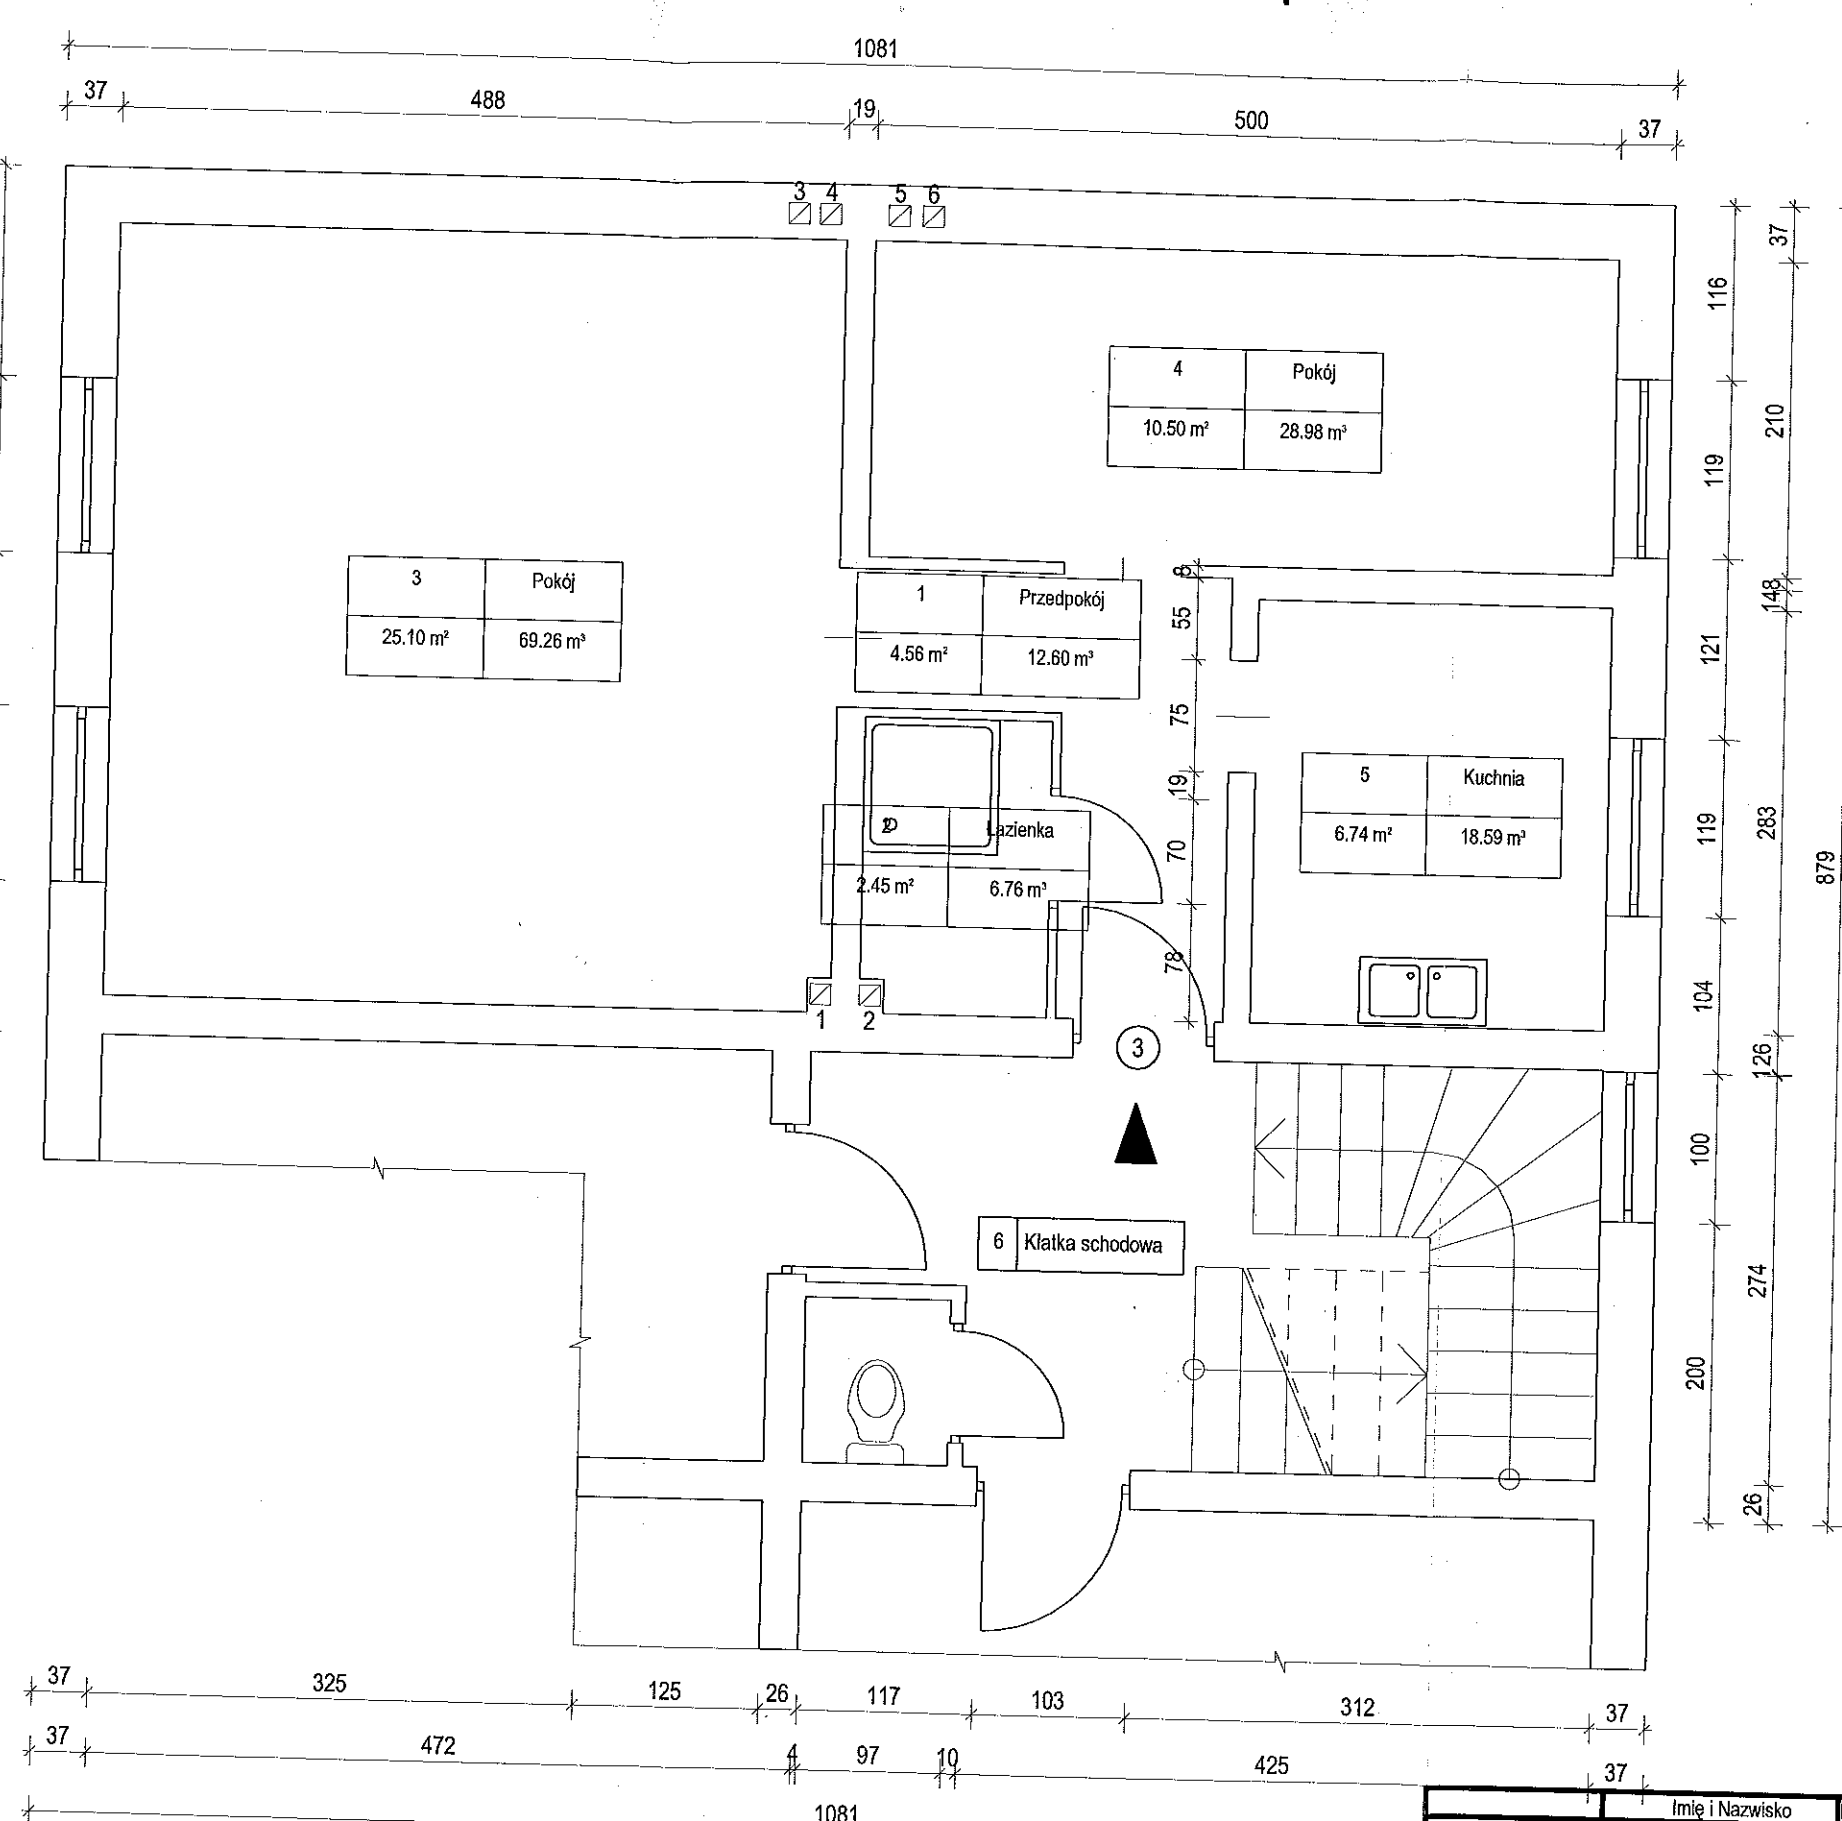 1081
37 488 19 500 37
3 4 5 6
37
116
4 Pokój
10.50 m² 28.98 m³
210
119
3 Pokój
25.10 m² 69.26 m³
1 Przedpokój
4.56 m² 12.60 m³
8
55
148
121
75
19
5 Kuchnia
6.74 m² 18.59 m³
2 Łazienka
2.45 m² 6.76 m³
70
119
283
879
78
104
1 2
3
126
100
6 Klatka schodowa
274
200
26
37 325 125 26 117 103 312 37
37 472 4 97 10 425 37
1081
Imię i Nazwisko